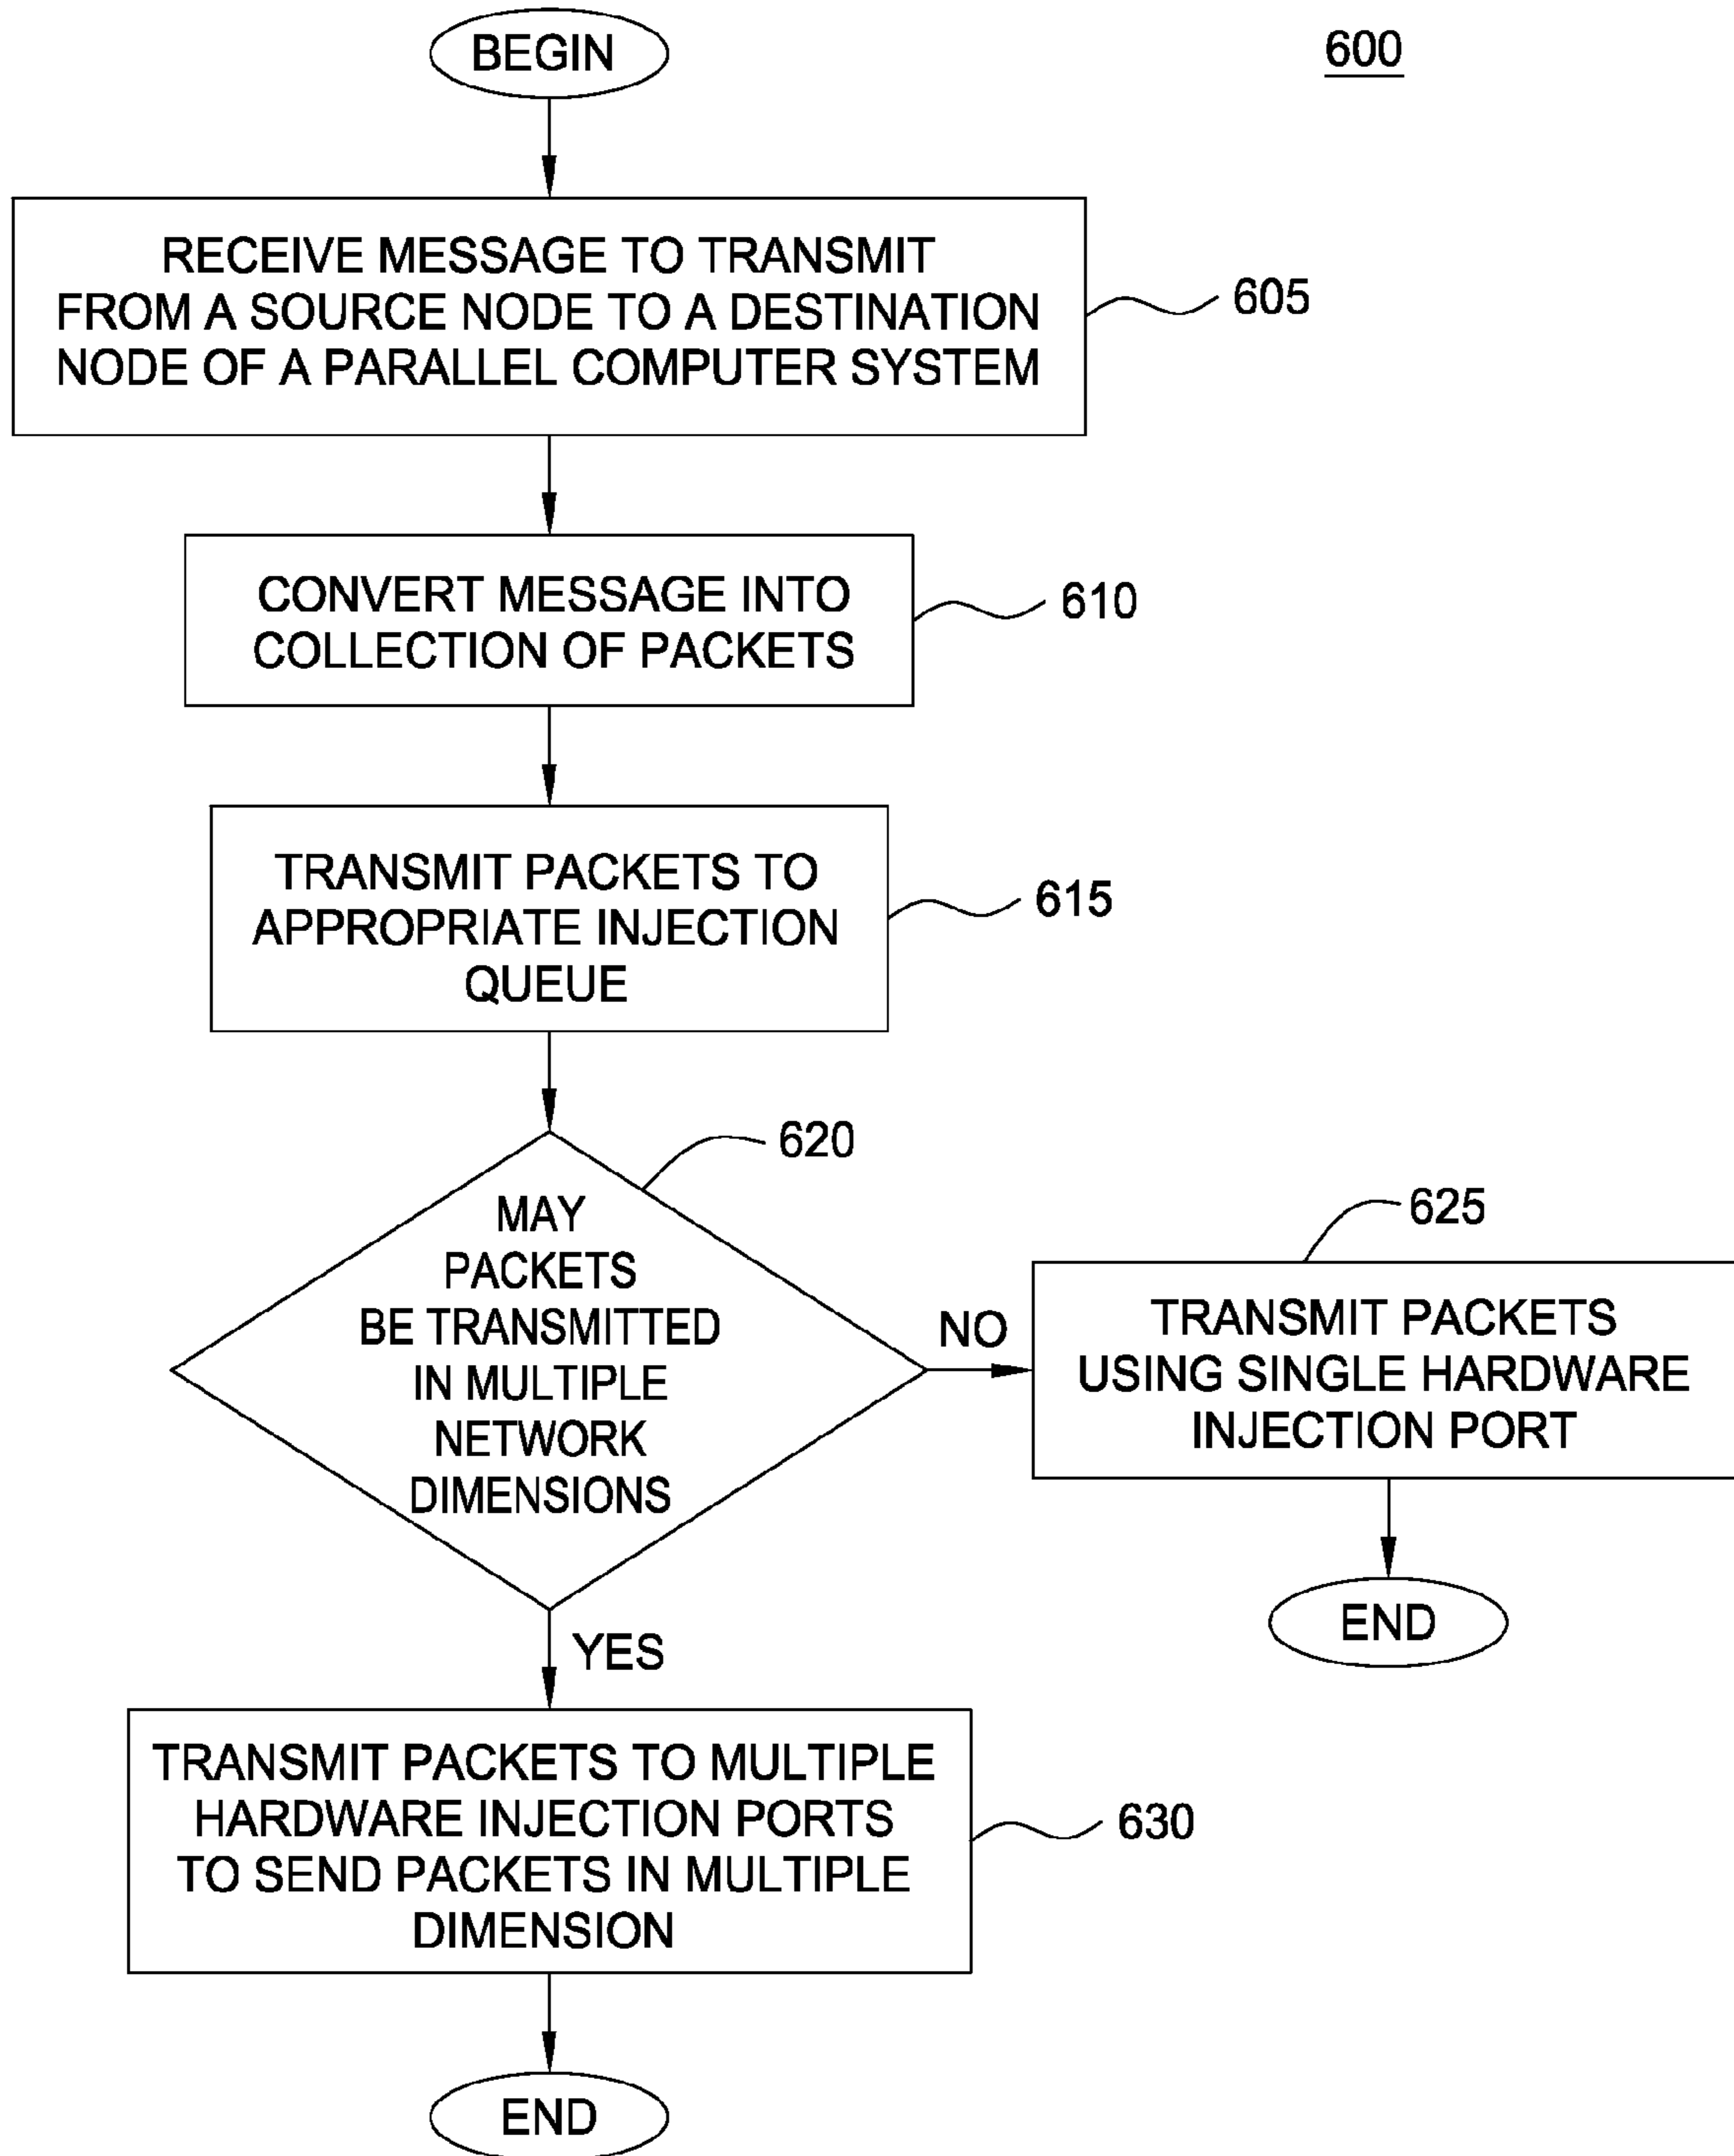 BEGIN
600
RECEIVE MESSAGE TO TRANSMIT
FROM A SOURCE NODE TO A DESTINATION
NODE OF A PARALLEL COMPUTER SYSTEM
605
CONVERT MESSAGE INTO
COLLECTION OF PACKETS
610
TRANSMIT PACKETS TO
APPROPRIATE INJECTION
QUEUE
615
620
MAY
PACKETS
BE TRANSMITTED
IN MULTIPLE
NETWORK
DIMENSIONS
NO
625
TRANSMIT PACKETS
USING SINGLE HARDWARE
INJECTION PORT
END
YES
TRANSMIT PACKETS TO MULTIPLE
HARDWARE INJECTION PORTS
TO SEND PACKETS IN MULTIPLE
DIMENSION
630
END